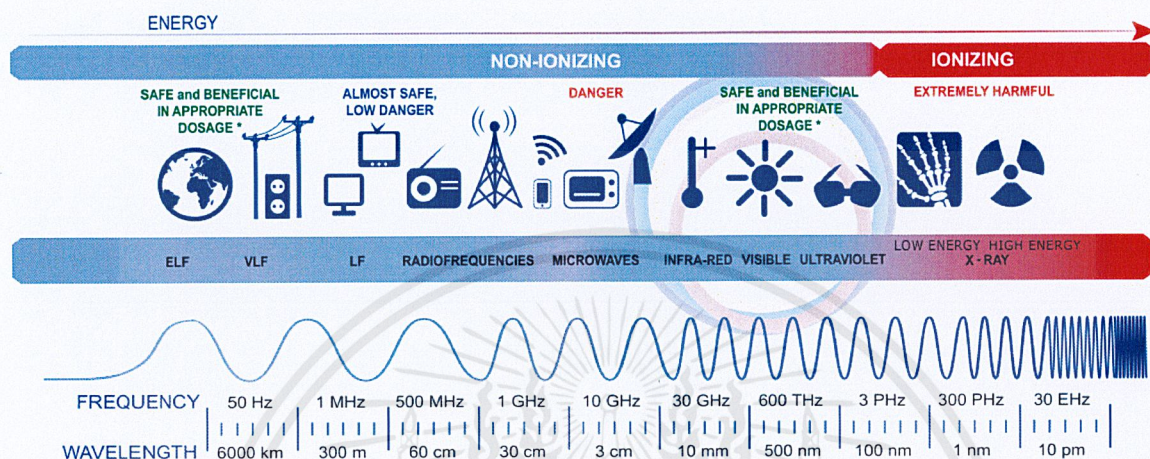 ENERGY
NON-IONIZING
IONIZING
SAFE and BENEFICIAL
IN APPROPRIATE
DOSAGE *
ALMOST SAFE,
LOW DANGER
DANGER
SAFE and BENEFICIAL
IN APPROPRIATE
DOSAGE *
EXTREMELY HARMFUL
LOW ENERGY HIGH ENERGY
ELF VLF LF RADIOFREQUENCIES MICROWAVES INFRA-RED VISIBLE ULTRAVIOLET X-RAY
FREQUENCY 50 Hz 1 MHz 500 MHz 1 GHz 10 GHz 30 GHz 600 THz 3 PHz 300 PHz 30 EHz
WAVELENGTH 6000 km 300 m 60 cm 30 cm 3 cm 10 mm 500 nm 100 nm 1 nm 10 pm